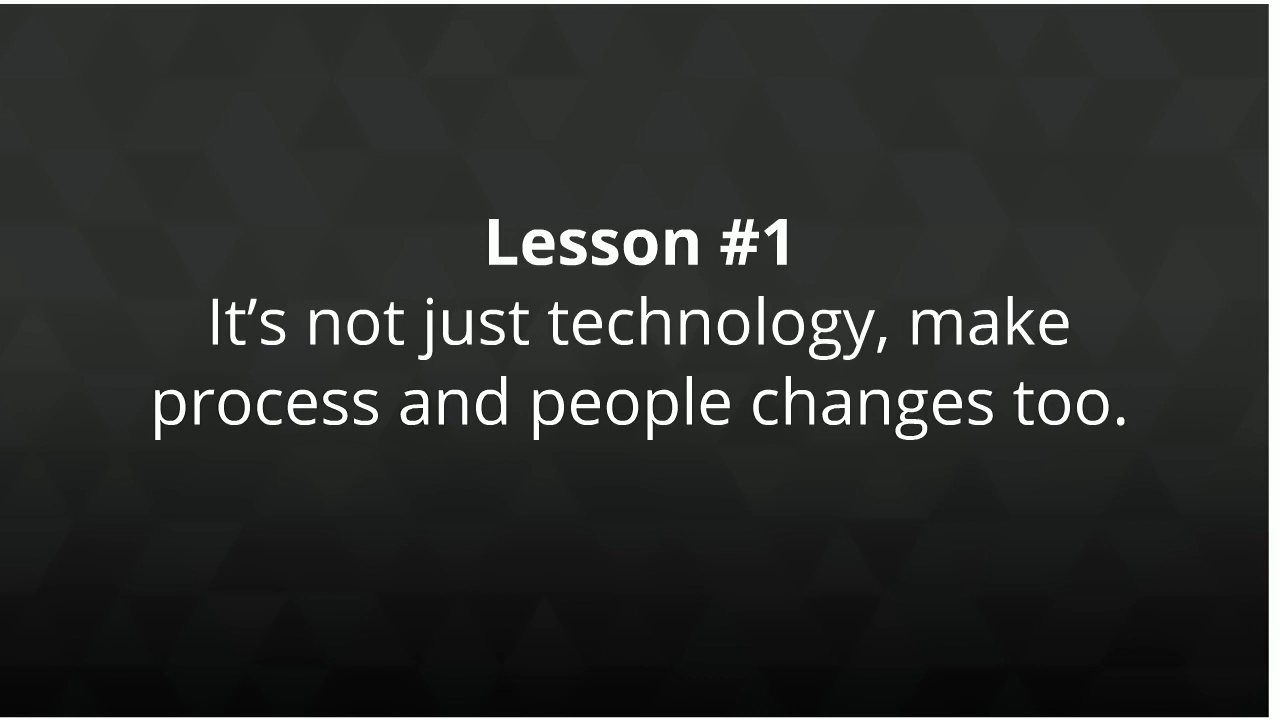 Lesson #1
It’s not just technology, make
process and people changes too.